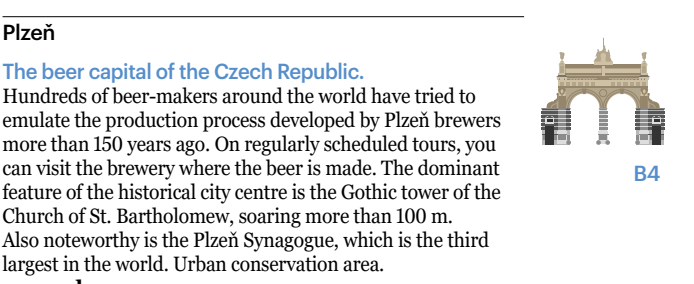 Plzeň
The beer capital of the Czech Republic.
Hundreds of beer-makers around the world have tried to
emulate the production process developed by Plzeň brewers
more than 150 years ago. On regularly scheduled tours, you
can visit the brewery where the beer is made. The dominant
feature of the historical city centre is the Gothic tower of the
Church of St. Bartholomew, soaring more than 100 m.
Also noteworthy is the Plzeň Synagogue, which is the third
largest in the world. Urban conservation area.
B4